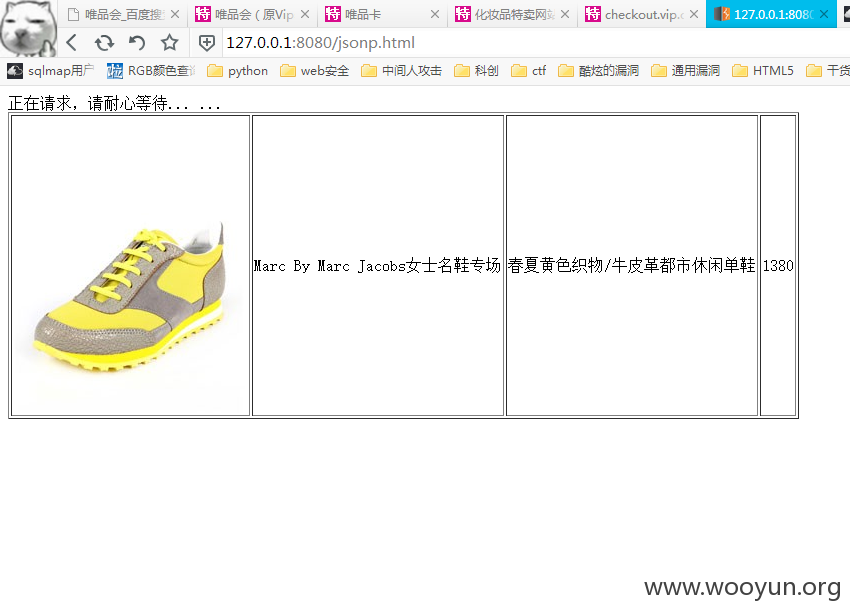 唯品会_百度搜 特 唯品会（原Vip 特 唯品卡 特 化妆品特卖网站 特 checkout.vip.c 127.0.0.1:8080
127.0.0.1:8080/jsonp.html
sqlmap用户 RGB颜色查询 python web安全 中间人攻击 科创 ctf 酷炫的漏洞 通用漏洞 HTML5 干货
正在请求，请耐心等待... ...
Marc By Marc Jacobs女士名鞋专场 春夏黄色织物/牛皮革都市休闲单鞋 1380
www.wooyun.org